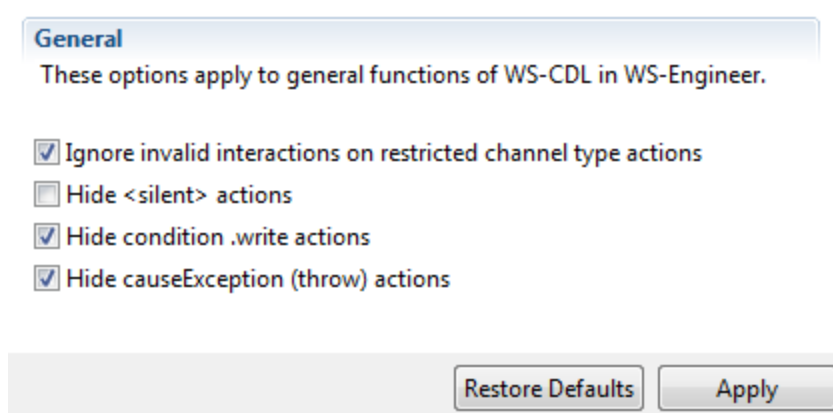 General
These options apply to general functions of WS-CDL in WS-Engineer.
Ignore invalid interactions on restricted channel type actions
Hide <silent> actions
Hide condition .write actions
Hide causeException (throw) actions
Restore Defaults Apply